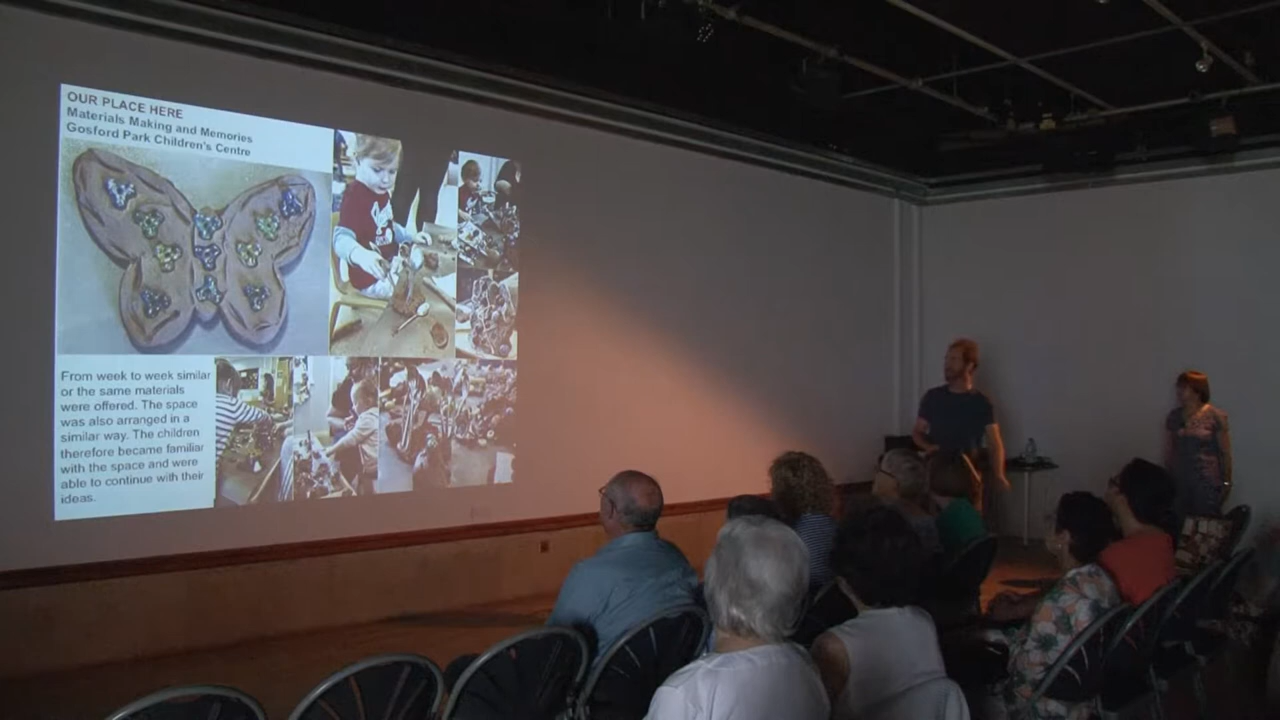 OUR PLACE HERE
Materials Making and Memories
Gosford Park Children's Centre
From week to week similar
or the same materials
were offered. The space
was also arranged in a
similar way. The children
therefore became familiar
with the space and were
able to continue with their
ideas.